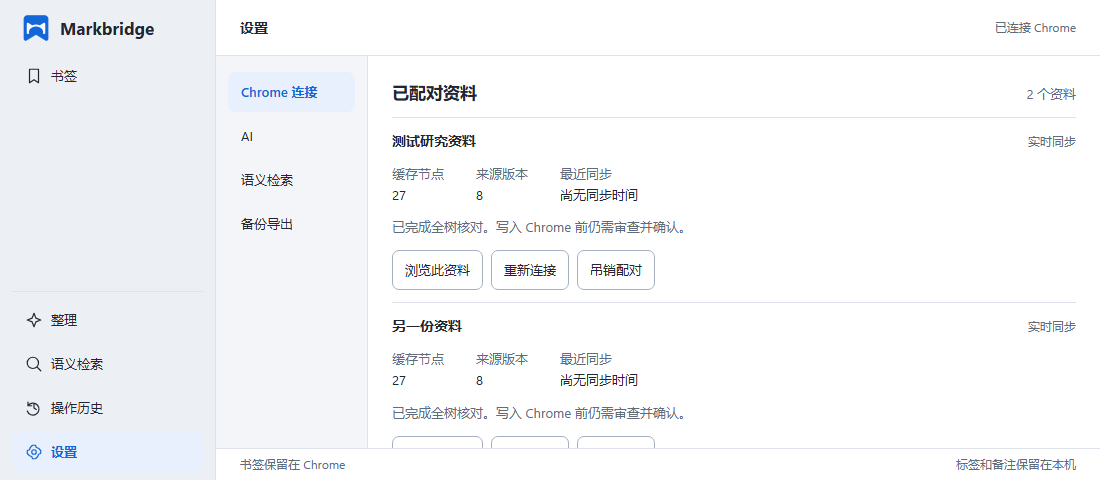 Markbridge
书签
整理
语义检索
操作历史
设置
设置
已连接 Chrome
Chrome 连接
AI
语义检索
备份导出
已配对资料
2 个资料
测试研究资料
实时同步
缓存节点 来源版本 最近同步
27 8 尚无同步时间
已完成全树核对。写入 Chrome 前仍需审查并确认。
浏览此资料 重新连接 吊销配对
另一份资料
实时同步
缓存节点 来源版本 最近同步
27 8 尚无同步时间
已完成全树核对。写入 Chrome 前仍需审查并确认。
书签保留在 Chrome
标签和备注保留在本机